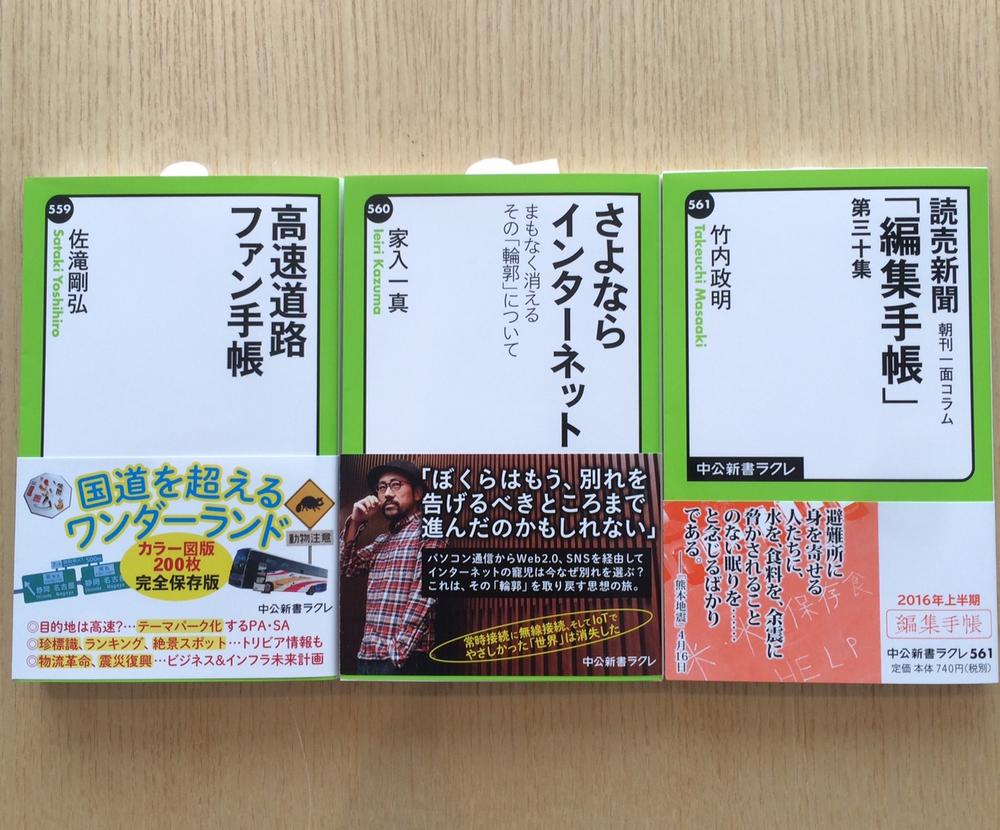 559
高速道路
ファン手帳
佐滝剛弘
Sataki Yoshihiro
国道を超える
ワンダーランド
動物注意
カラー図版
200枚
完全保存版
静岡 名古屋
中公新書ラクレ
◎目的地は高速?…テーマパーク化するPA・SA
◎珍標識、ランキング、絶景スポット…トリビア情報も
◎物流革命、震災復興…ビジネス&インフラ未来計画
560
さよなら
インターネット
まもなく消える
その「輪郭」について
家入一真
Ieiri Kazuma
「ぼくらはもう、別れを
告げるべきところまで
進んだのかもしれない」
パソコン通信からWeb2.0、SNSを経由して
インターネットの寵児は今なぜ別れを選ぶ?
これは、その「輪郭」を取り戻す思想の旅。
常時接続に無線接続、そしてIoTで
やさしかった「世界」は消失した
中公新書ラクレ
561
読売新聞 朝刊一面コラム
「編集手帳」
第三十集
竹内政明
Takeuchi Masaaki
中公新書ラクレ
避難所に
身を寄せる
人たちに、
水を、食料を、余震に
脅かされること
のない眠りを……
と念じるばかり
である。
――熊本地震 4月16日
保存食
水
HELP
2016年上半期
編集手帳
中公新書ラクレ561
定価 本体740円(税別)